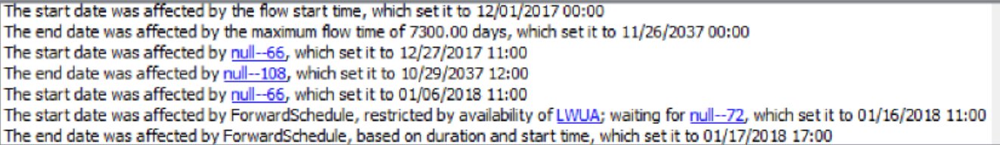 The start date was affected by the flow start time, which set it to 12/01/2017 00:00
The end date was affected by the maximum flow time of 7300.00 days, which set it to 11/26/2037 00:00
The start date was affected by null--66, which set it to 12/27/2017 11:00
The end date was affected by null--108, which set it to 10/29/2037 12:00
The start date was affected by null--66, which set it to 01/06/2018 11:00
The start date was affected by ForwardSchedule, restricted by availability of LWUA; waiting for null--72, which set it to 01/16/2018 11:00
The end date was affected by ForwardSchedule, based on duration and start time, which set it to 01/17/2018 17:00